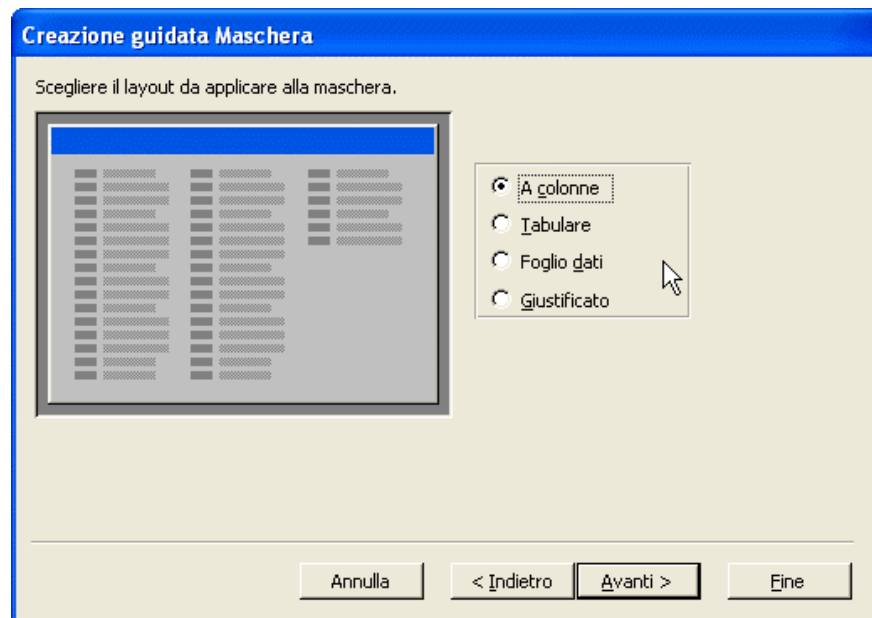 Creazione guidata Maschera
Scegliere il layout da applicare alla maschera.
A colonne
Tabulare
Foglio dati
Giustificato
Annulla
< Indietro
Avanti >
Fine